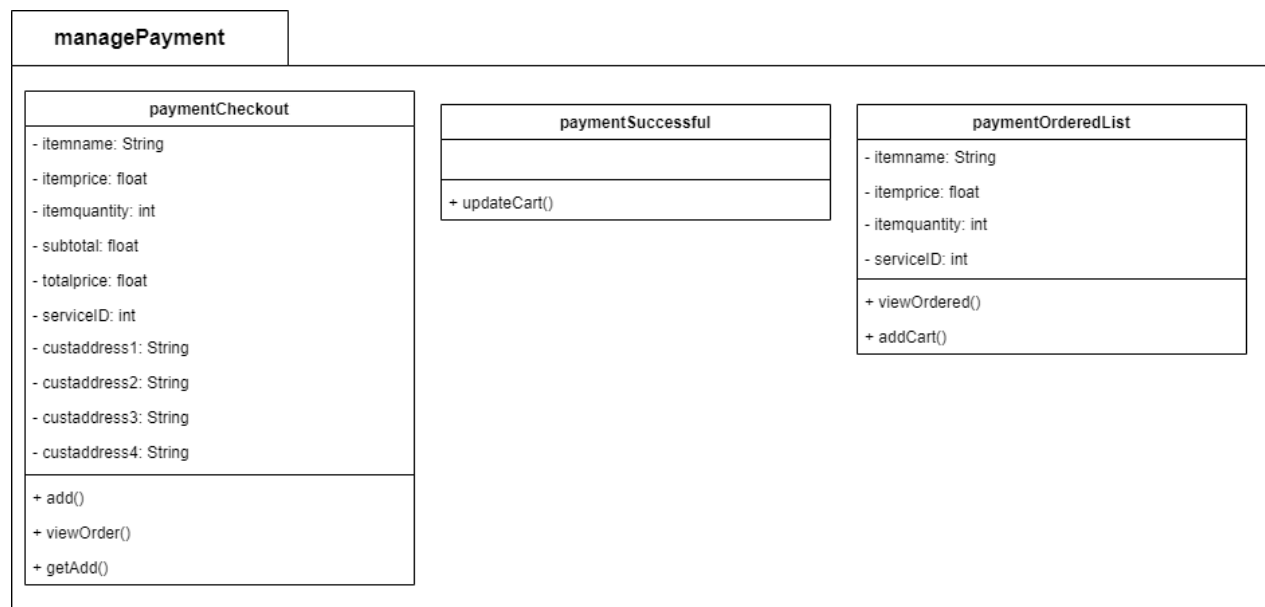 managePayment
paymentCheckout
- itemname: String
- itemprice: float
- itemquantity: int
- subtotal: float
- totalprice: float
- serviceID: int
- custaddress1: String
- custaddress2: String
- custaddress3: String
- custaddress4: String
+ add()
+ viewOrder()
+ getAdd()
paymentSuccessful
+ updateCart()
paymentOrderedList
- itemname: String
- itemprice: float
- itemquantity: int
- serviceID: int
+ viewOrdered()
+ addCart()